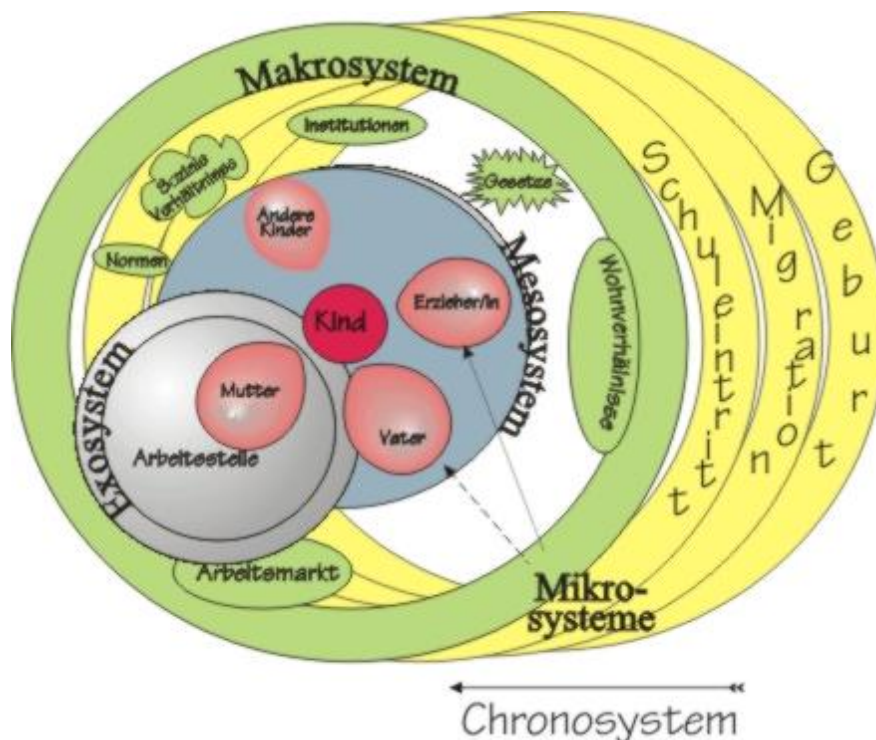 Makrosystem
Institutionen
Soziale
Verhältnisse
Gesetze
Andere
Kinder
Normen
Mesosystem
Wohnverhälnisse
Schuleintritt
Migration
Geburt
Erzieher/in
Kind
Exosystem
Mutter
Vater
Arbeitsstelle
Arbeitsmarkt
Mikro-
systeme
Chronosystem